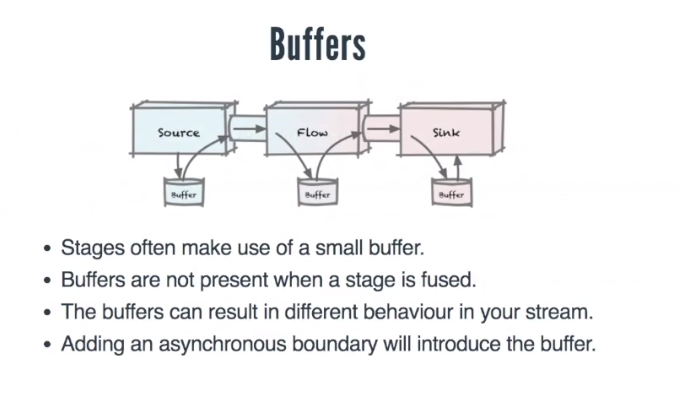 Buffers
Source
Flow
Sink
Buffer
Buffer
Buffer
• Stages often make use of a small buffer.
• Buffers are not present when a stage is fused.
• The buffers can result in different behaviour in your stream.
• Adding an asynchronous boundary will introduce the buffer.